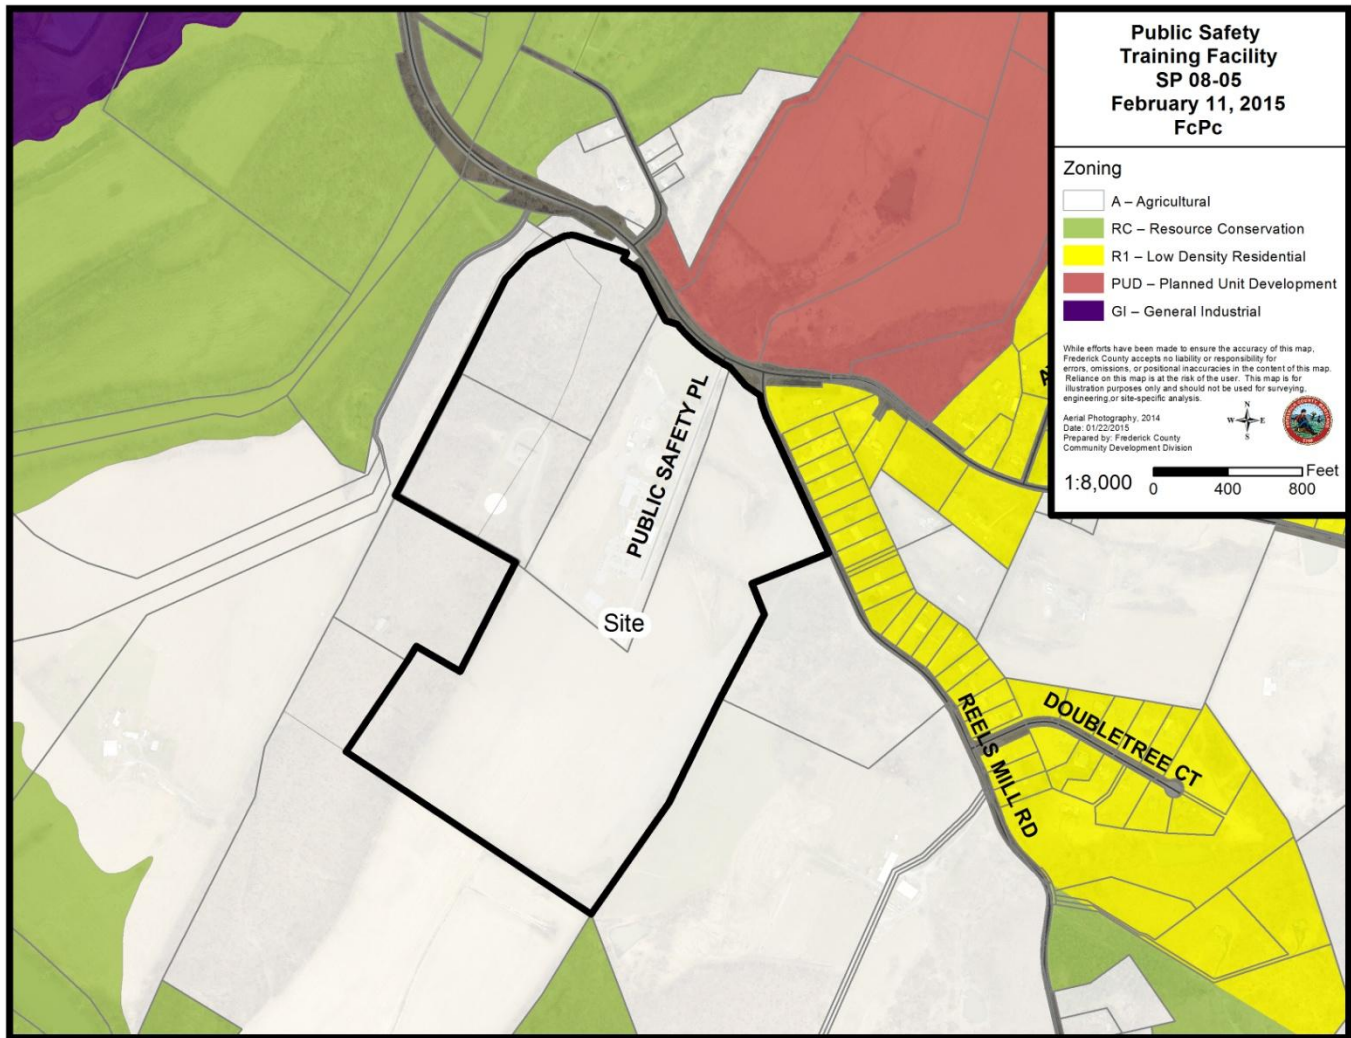 Public Safety
Training Facility
SP 08-05
February 11, 2015
FcPc
Zoning
A – Agricultural
RC – Resource Conservation
R1 – Low Density Residential
PUD – Planned Unit Development
GI – General Industrial
While efforts have been made to ensure the accuracy of this map,
Frederick County accepts no liability or responsibility for
errors, omissions, or positional inaccuracies in the content of this map.
Reliance on this map is at the risk of the user. This map is for
illustration purposes only and should not be used for surveying,
engineering,or site-specific analysis.
Aerial Photography, 2014
Date: 01/22/2015
Prepared by: Frederick County
Community Development Division
N
W E
S
1:8,000
Feet
0 400 800
PUBLIC SAFETY PL
Site
REELS MILL RD
DOUBLETREE CT